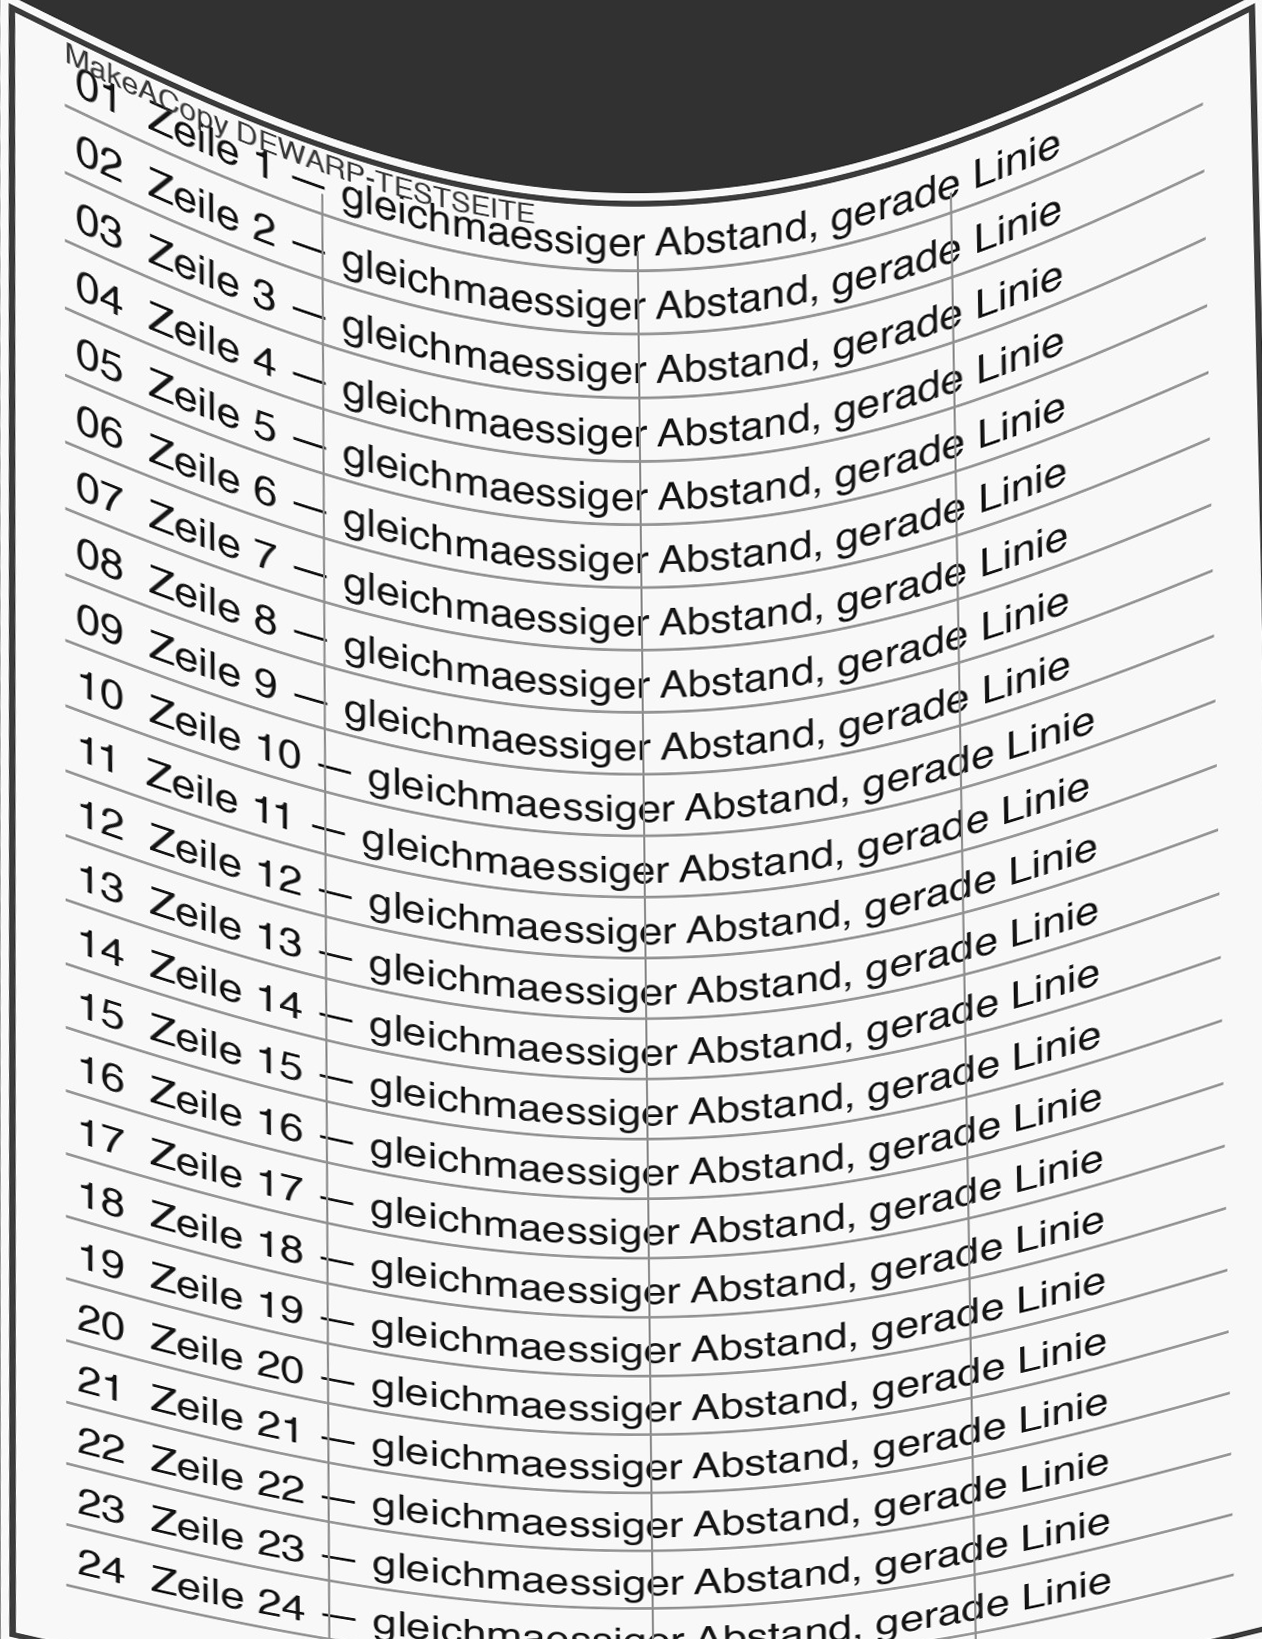 MakeACopy DEWARP-TESTSEITE
01 Zeile 1 — gleichmaessiger Abstand, gerade Linie
02 Zeile 2 — gleichmaessiger Abstand, gerade Linie
03 Zeile 3 — gleichmaessiger Abstand, gerade Linie
04 Zeile 4 — gleichmaessiger Abstand, gerade Linie
05 Zeile 5 — gleichmaessiger Abstand, gerade Linie
06 Zeile 6 — gleichmaessiger Abstand, gerade Linie
07 Zeile 7 — gleichmaessiger Abstand, gerade Linie
08 Zeile 8 — gleichmaessiger Abstand, gerade Linie
09 Zeile 9 — gleichmaessiger Abstand, gerade Linie
10 Zeile 10 — gleichmaessiger Abstand, gerade Linie
11 Zeile 11 — gleichmaessiger Abstand, gerade Linie
12 Zeile 12 — gleichmaessiger Abstand, gerade Linie
13 Zeile 13 — gleichmaessiger Abstand, gerade Linie
14 Zeile 14 — gleichmaessiger Abstand, gerade Linie
15 Zeile 15 — gleichmaessiger Abstand, gerade Linie
16 Zeile 16 — gleichmaessiger Abstand, gerade Linie
17 Zeile 17 — gleichmaessiger Abstand, gerade Linie
18 Zeile 18 — gleichmaessiger Abstand, gerade Linie
19 Zeile 19 — gleichmaessiger Abstand, gerade Linie
20 Zeile 20 — gleichmaessiger Abstand, gerade Linie
21 Zeile 21 — gleichmaessiger Abstand, gerade Linie
22 Zeile 22 — gleichmaessiger Abstand, gerade Linie
23 Zeile 23 — gleichmaessiger Abstand, gerade Linie
24 Zeile 24 — gleichmaessiger Abstand, gerade Linie